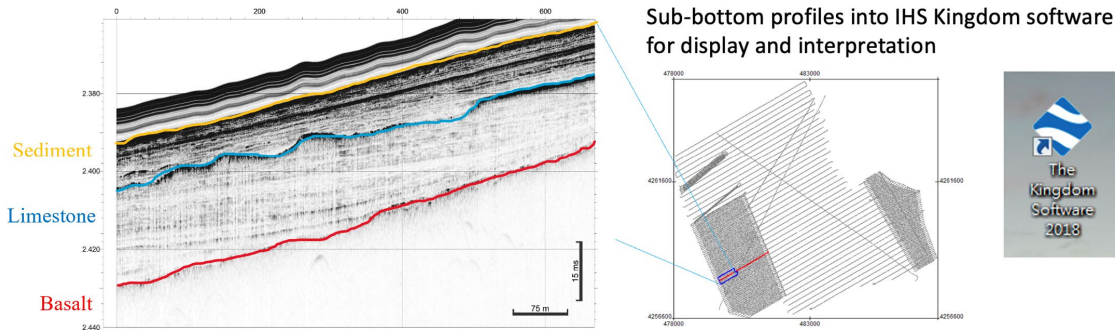 Sub-bottom profiles into IHS Kingdom software
for display and interpretation
0
200
400
600
2.380
2.400
2.420
2.440
Sediment
Limestone
Basalt
15 ms
75 m
478000
483000
4261600
4261600
4256600
4256600
478000
483000
The
Kingdom
Software
2018